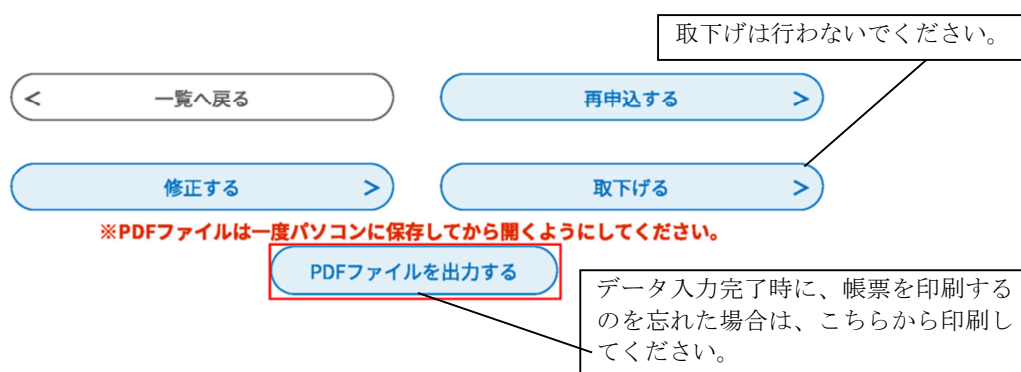 取下げは行わないでください。
< 一覧へ戻る
再申込する >
修正する >
取下げる >
※PDFファイルは一度パソコンに保存してから開くようにしてください。
PDFファイルを出力する
データ入力完了時に、帳票を印刷する
のを忘れた場合は、こちらから印刷し
てください。